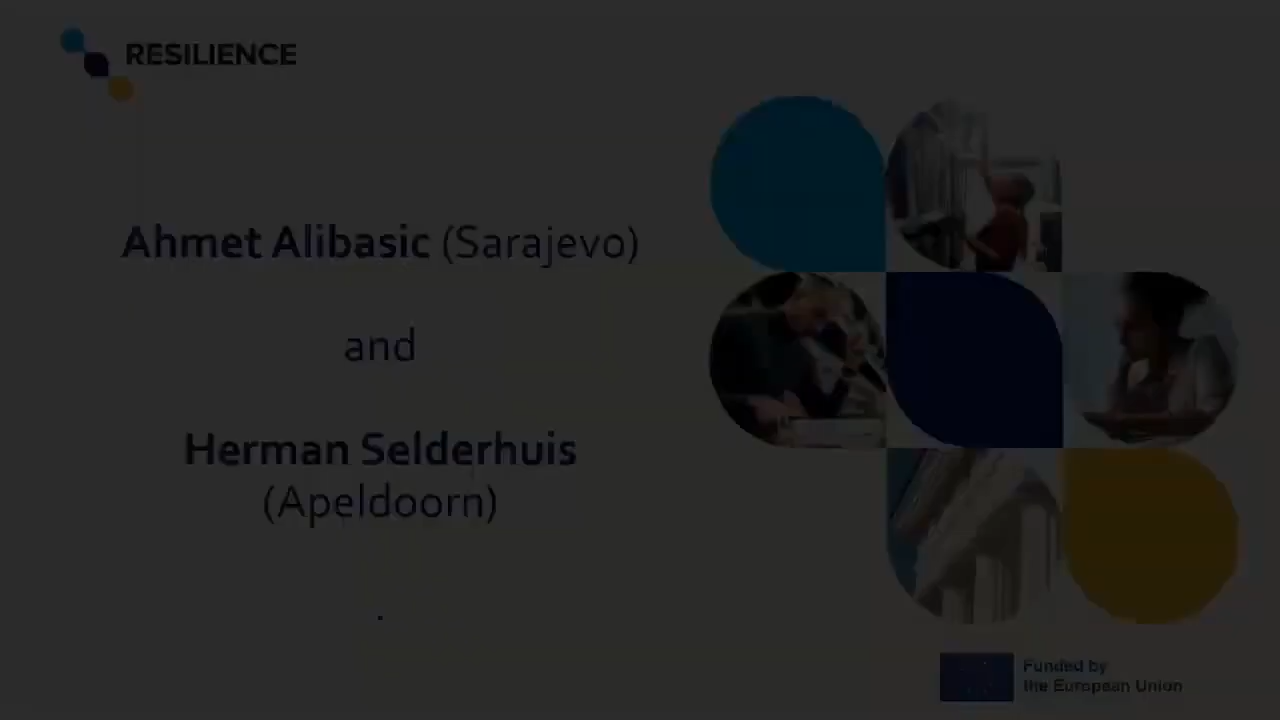 RESILIENCE
Ahmet Alibasic (Sarajevo)
and
Herman Selderhuis
(Apeldoorn)
.
Funded by
the European Union